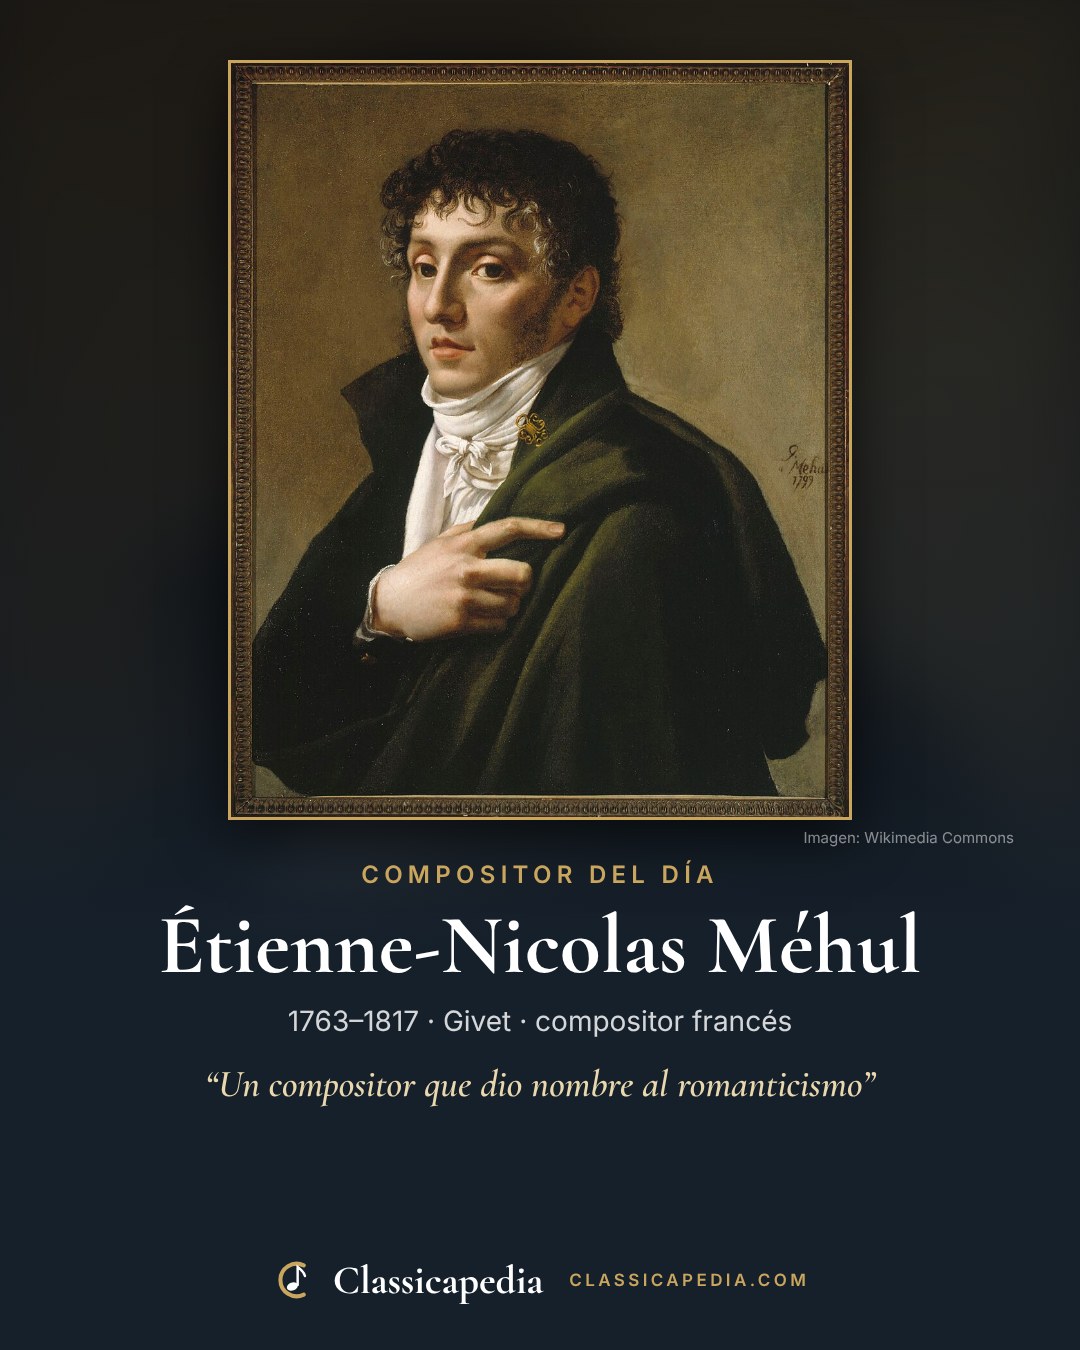 Méhul
1799
Imagen: Wikimedia Commons
COMPOSITOR DEL DÍA
Étienne-Nicolas Méhul
1763–1817 · Givet · compositor francés
“Un compositor que dio nombre al romanticismo”
Classicapedia CLASSICAPEDIA.COM